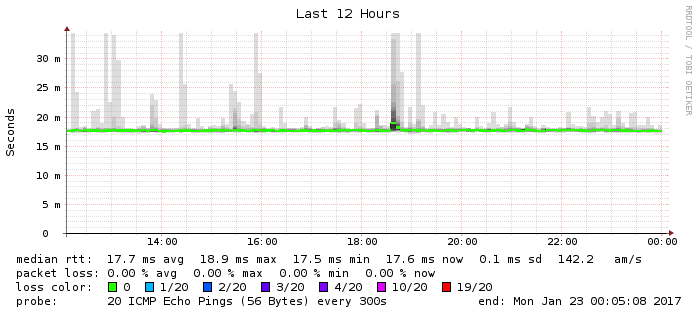 Last 12 Hours
RRDTOOL / TOBI OETIKER
Seconds
30 m
25 m
20 m
15 m
10 m
5 m
0
14:00 16:00 18:00 20:00 22:00 00:00
median rtt: 17.7 ms avg 18.9 ms max 17.5 ms min 17.6 ms now 0.1 ms sd 142.2 am/s
packet loss: 0.00 % avg 0.00 % max 0.00 % min 0.00 % now
loss color: 0 1/20 2/20 3/20 4/20 10/20 19/20
probe: 20 ICMP Echo Pings (56 Bytes) every 300s end: Mon Jan 23 00:05:08 2017